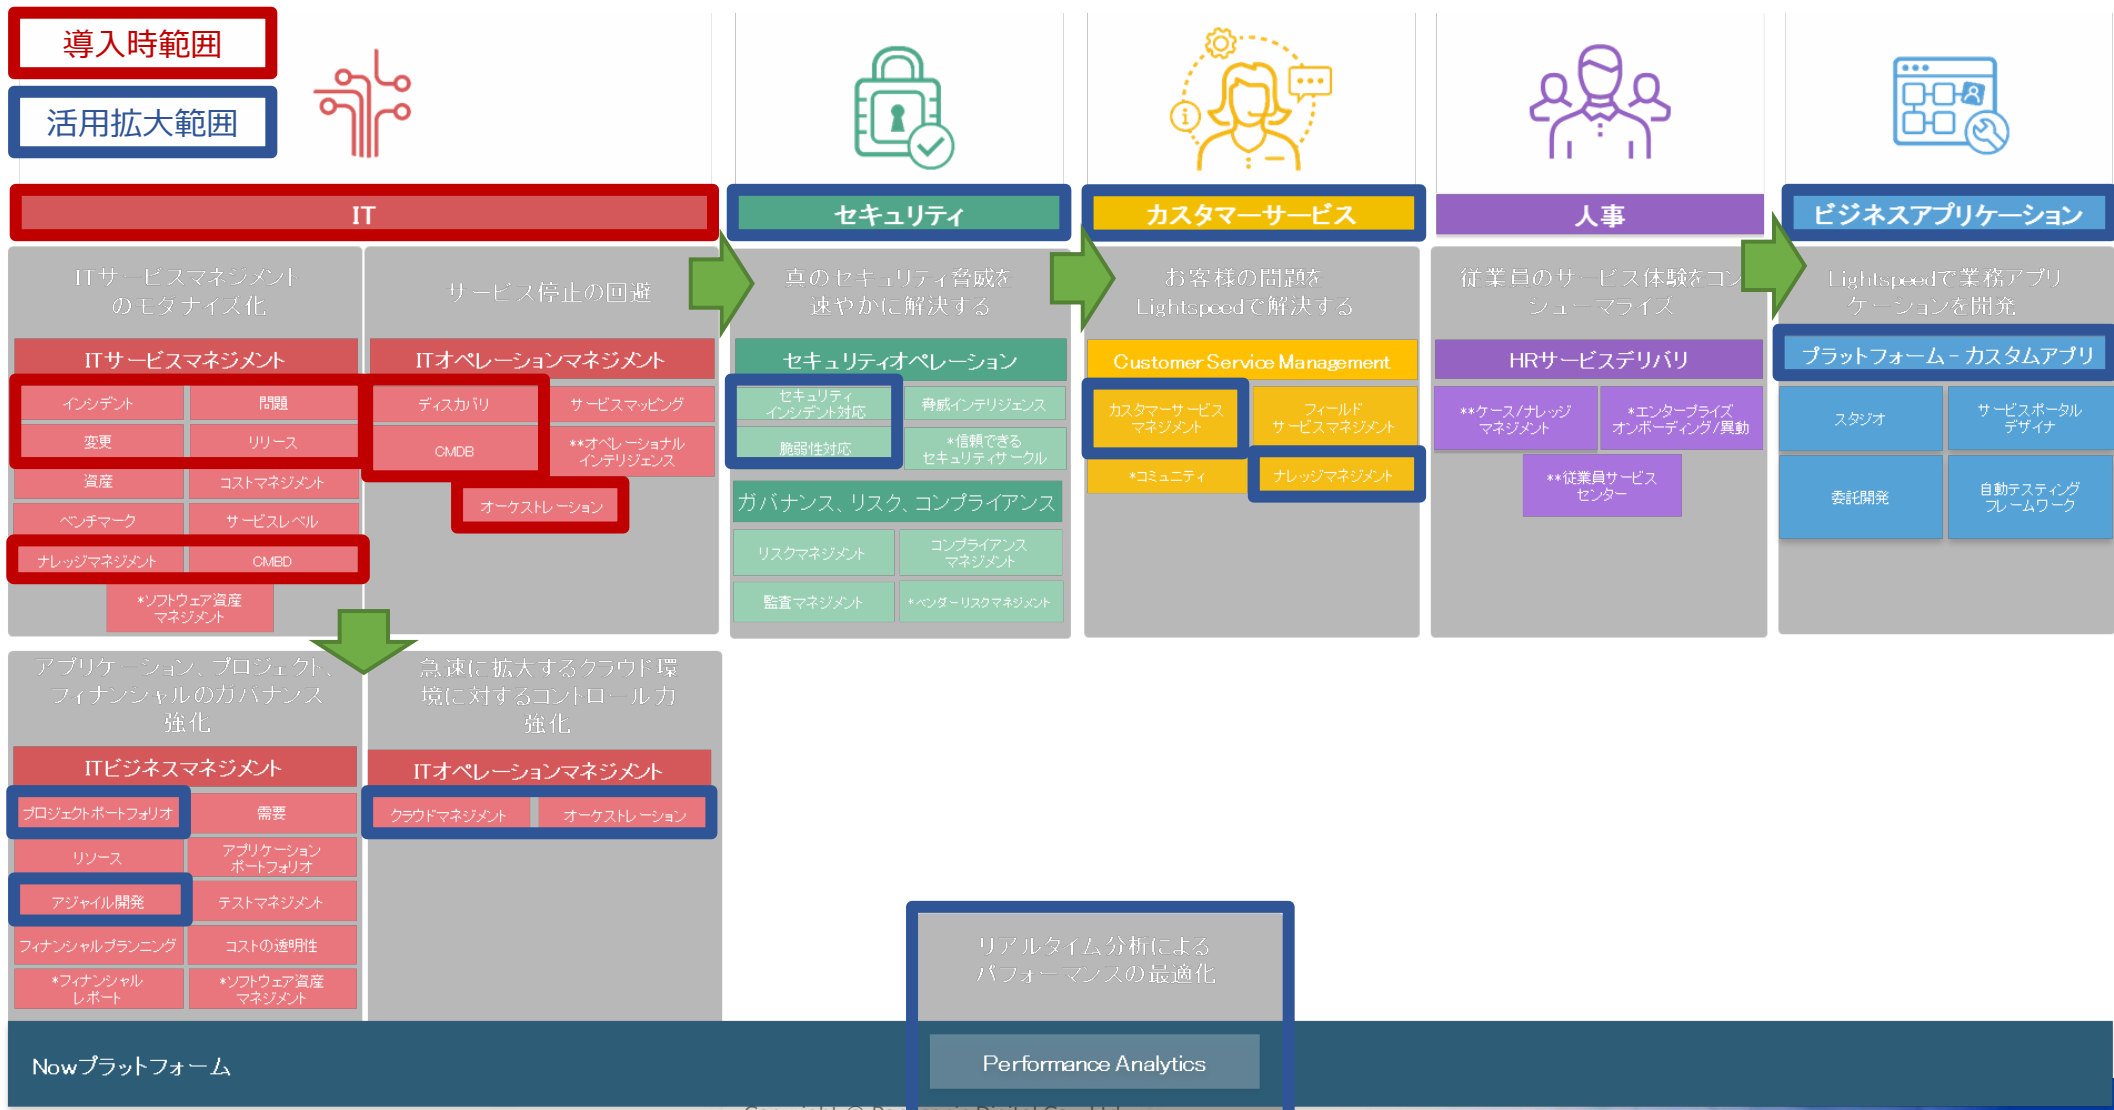 導入時範囲
活用拡大範囲
IT
セキュリティ
カスタマーサービス
人事
ビジネスアプリケーション
ITサービスマネジメント
のモダナイズ化
サービス停止の回避
真のセキュリティ脅威を
速やかに解決する
お客様の問題を
Lightspeedで解決する
従業員のサービス体験をコン
シューマライズ
Lightspeedで業務アプリ
ケーションを開発
ITサービスマネジメント
インシデント
問題
変更
リリース
資産
コストマネジメント
ベンチマーク
サービスレベル
ナレッジマネジメント
CMBD
*ソフトウェア資産
マネジメント
ITオペレーションマネジメント
ディスカバリ
サービスマッピング
CMDB
**オペレーショナル
インテリジェンス
オーケストレーション
セキュリティオペレーション
セキュリティ
インシデント対応
脅威インテリジェンス
脆弱性対応
*信頼できる
セキュリティサークル
ガバナンス、リスク、コンプライアンス
リスクマネジメント
コンプライアンス
マネジメント
監査マネジメント
*ベンダーリスクマネジメント
Customer Service Management
カスタマーサービス
マネジメント
フィールド
サービスマネジメント
*コミュニティ
ナレッジマネジメント
HRサービスデリバリ
**ケース/ナレッジ
マネジメント
*エンタープライズ
オンボーディング/異動
**従業員サービス
センター
プラットフォーム – カスタムアプリ
スタジオ
サービスポータル
デザイナ
委託開発
自動テスティング
フレームワーク
アプリケーション、プロジェクト、
フィナンシャルのガバナンス
強化
急速に拡大するクラウド環
境に対するコントロール力
強化
ITビジネスマネジメント
プロジェクトポートフォリオ
需要
リソース
アプリケーション
ポートフォリオ
アジャイル開発
テストマネジメント
フィナンシャルプランニング
コストの透明性
*フィナンシャル
レポート
*ソフトウェア資産
マネジメント
ITオペレーションマネジメント
クラウドマネジメント
オーケストレーション
リアルタイム分析による
パフォーマンスの最適化
Nowプラットフォーム
Performance Analytics